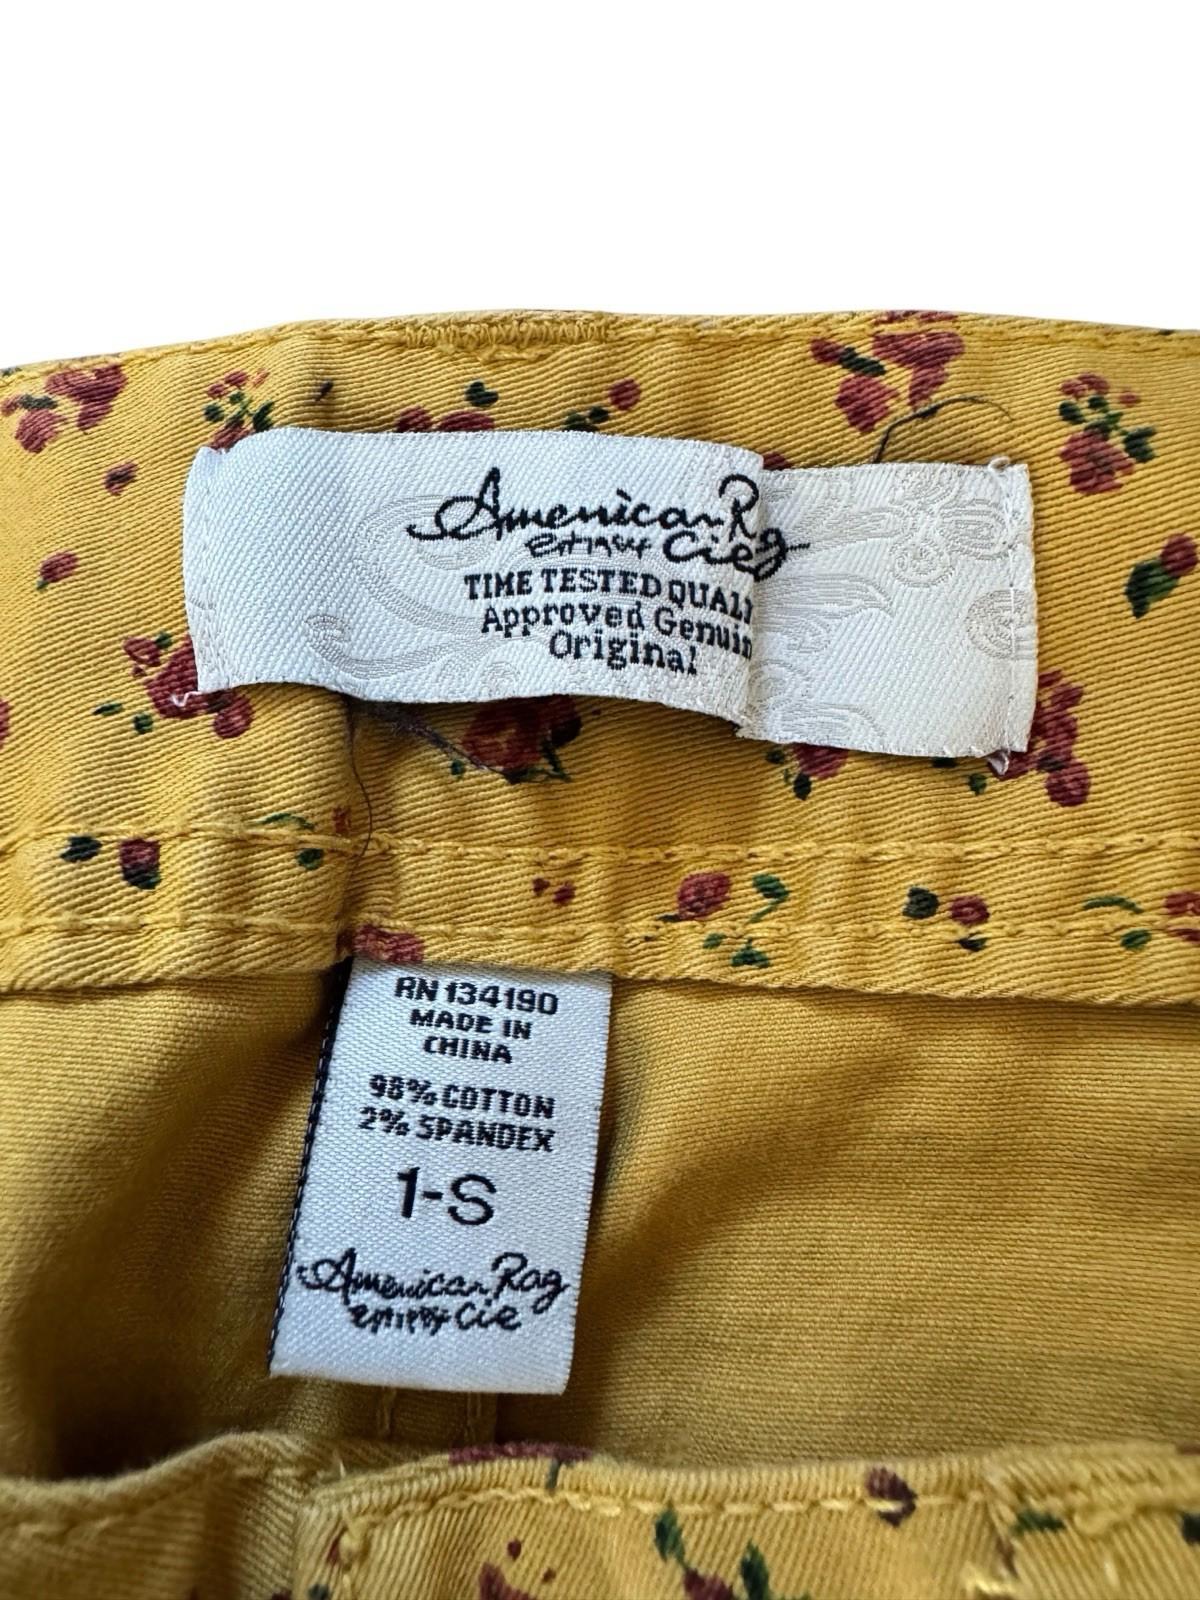 American Rag
Cie
TIME TESTED QUALI
Approved Genuin
Original
RN 134190
MADE IN
CHINA
98% COTTON
2% SPANDEX
1-S
American Rag
Cie